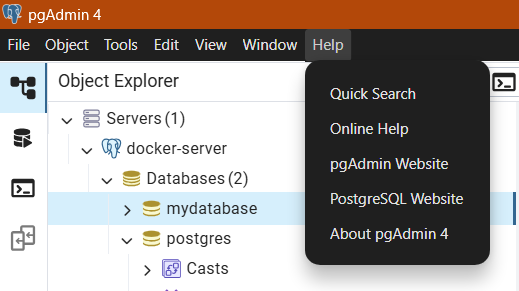 pgAdmin 4
File Object Tools Edit View Window Help
Object Explorer
Quick Search
Servers (1)
Online Help
docker-server
pgAdmin Website
Databases (2)
PostgreSQL Website
mydatabase
About pgAdmin 4
postgres
Casts